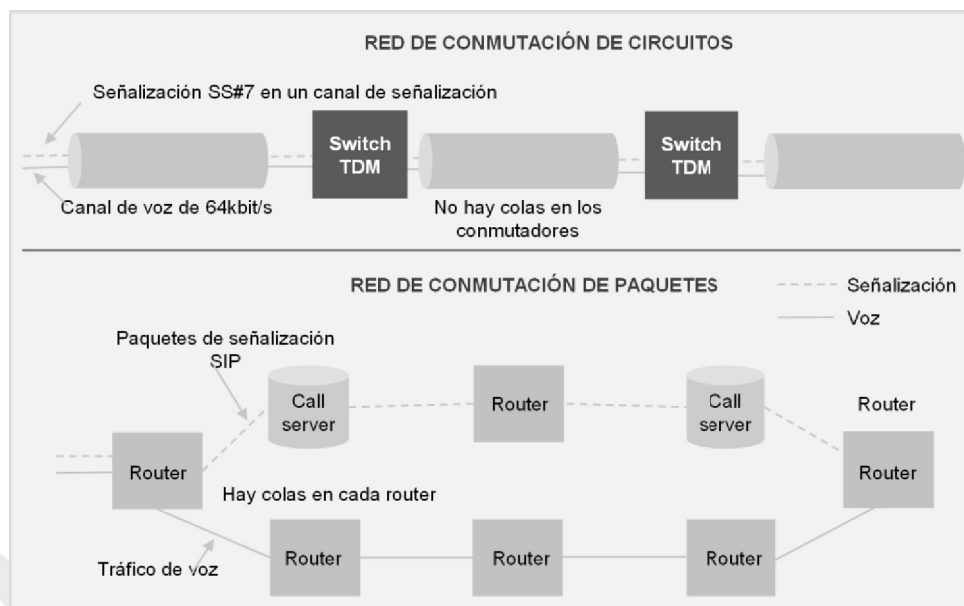 RED DE CONMUTACIÓN DE CIRCUITOS
Señalización SS#7 en un canal de señalización
Switch
TDM
Switch
TDM
Canal de voz de 64kbit/s
No hay colas en los
conmutadores
RED DE CONMUTACIÓN DE PAQUETES
Señalización
Voz
Paquetes de señalización
SIP
Call
server
Router
Call
server
Router
Router
Router
Hay colas en cada router
Router
Router
Router
Tráfico de voz